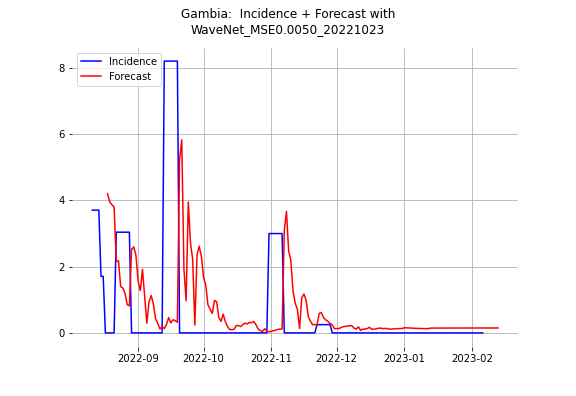 Gambia:  Incidence + Forecast with
WaveNet_MSE0.0050_20221023
Incidence
Forecast
8
6
4
2
0
2022-09 2022-10 2022-11 2022-12 2023-01 2023-02